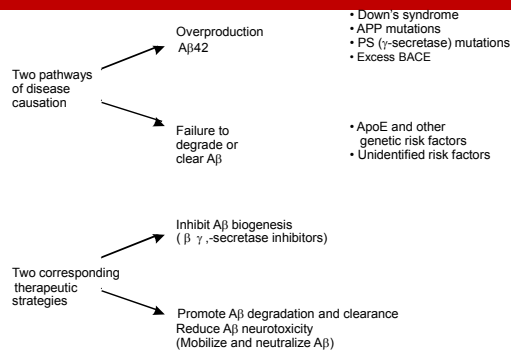 Two pathways
of disease
causation
Overproduction
Aβ42
• Down's syndrome
• APP mutations
• PS (γ-secretase) mutations
• Excess BACE
Failure to
degrade or
clear Aβ
• ApoE and other
genetic risk factors
• Unidentified risk factors
Two corresponding
therapeutic
strategies
Inhibit Aβ biogenesis
( β γ ,-secretase inhibitors)
Promote Aβ degradation and clearance
Reduce Aβ neurotoxicity
(Mobilize and neutralize Aβ)